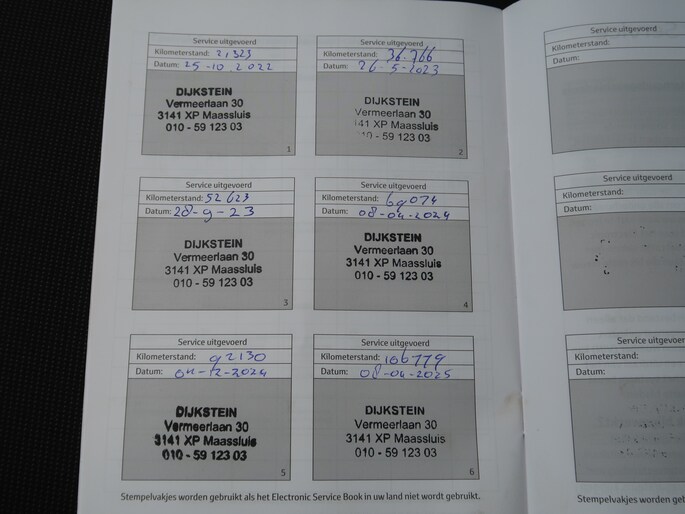 Service uitgevoerd
Kilometerstand: 21,323
Datum: 25-10 2022
DIJKSTEIN
Vermeerlaan 30
3141 XP Maassluis
010 - 59 123 03
1
Service uitgevoerd
Kilometerstand: 36.766
Datum: 26-5-2023
DIJKSTEIN
Vermeerlaan 30
141 XP Maassluis
10 - 59 123 03
2
Service uitgevoerd
Kilometerstand: 52623
Datum: 28-9-23
DIJKSTEIN
Vermeerlaan 30
3141 XP Maassluis
010 - 59 123 03
3
Service uitgevoerd
Kilometerstand: 69074
Datum: 08-04-2024
DIJKSTEIN
Vermeerlaan 30
3141 XP Maassluis
010 - 59 123 03
4
Service uitgevoerd
Kilometerstand: 92130
Datum: 04-12-2024
DIJKSTEIN
Vermeerlaan 30
3141 XP Maassluis
010 - 59 123 03
5
Service uitgevoerd
Kilometerstand: 106779
Datum: 08-04-2025
DIJKSTEIN
Vermeerlaan 30
3141 XP Maassluis
010 - 59 123 03
6
Stempelvakjes worden gebruikt als het Electronic Service Book in uw land niet wordt gebruikt.
Service uitgevoerd
Kilometerstand:
Datum:
Service uitgevoerd
Kilometerstand:
Datum:
Service uitgevoerd
Kilometerstand:
Datum:
Stempelvakjes worden geb